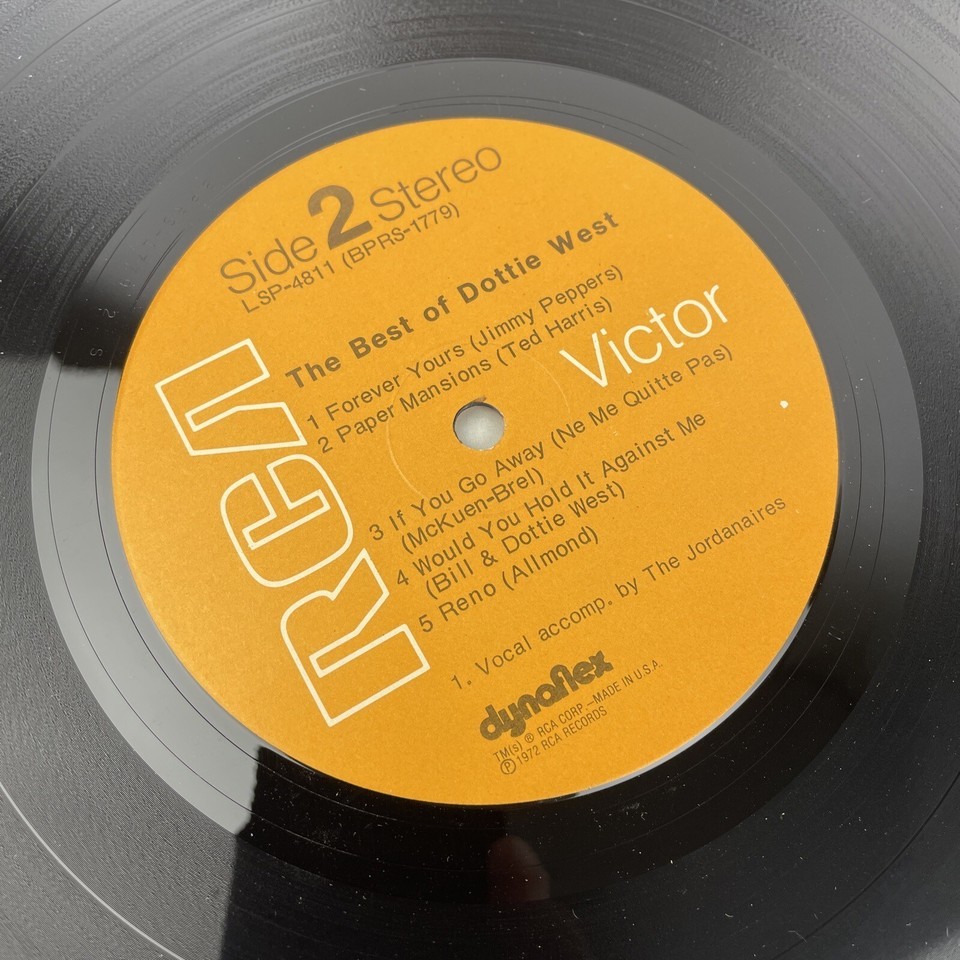 Side 2 Stereo
LSP-4811 (BPRS-1779)
The Best of Dottie West
1 Forever Yours (Jimmy Peppers)
2 Paper Mansions (Ted Harris)
RCA
Victor
3 If You Go Away (Ne Me Quitte Pas)
(McKuen-Brel)
4 Would You Hold It Against Me
(Bill & Dottie West)
5 Reno (Allmond)
1. Vocal accomp. by The Jordanaires
dynaflex
TM(s) ® RCA CORP.—MADE IN U.S.A.
℗ 1972 RCA RECORDS